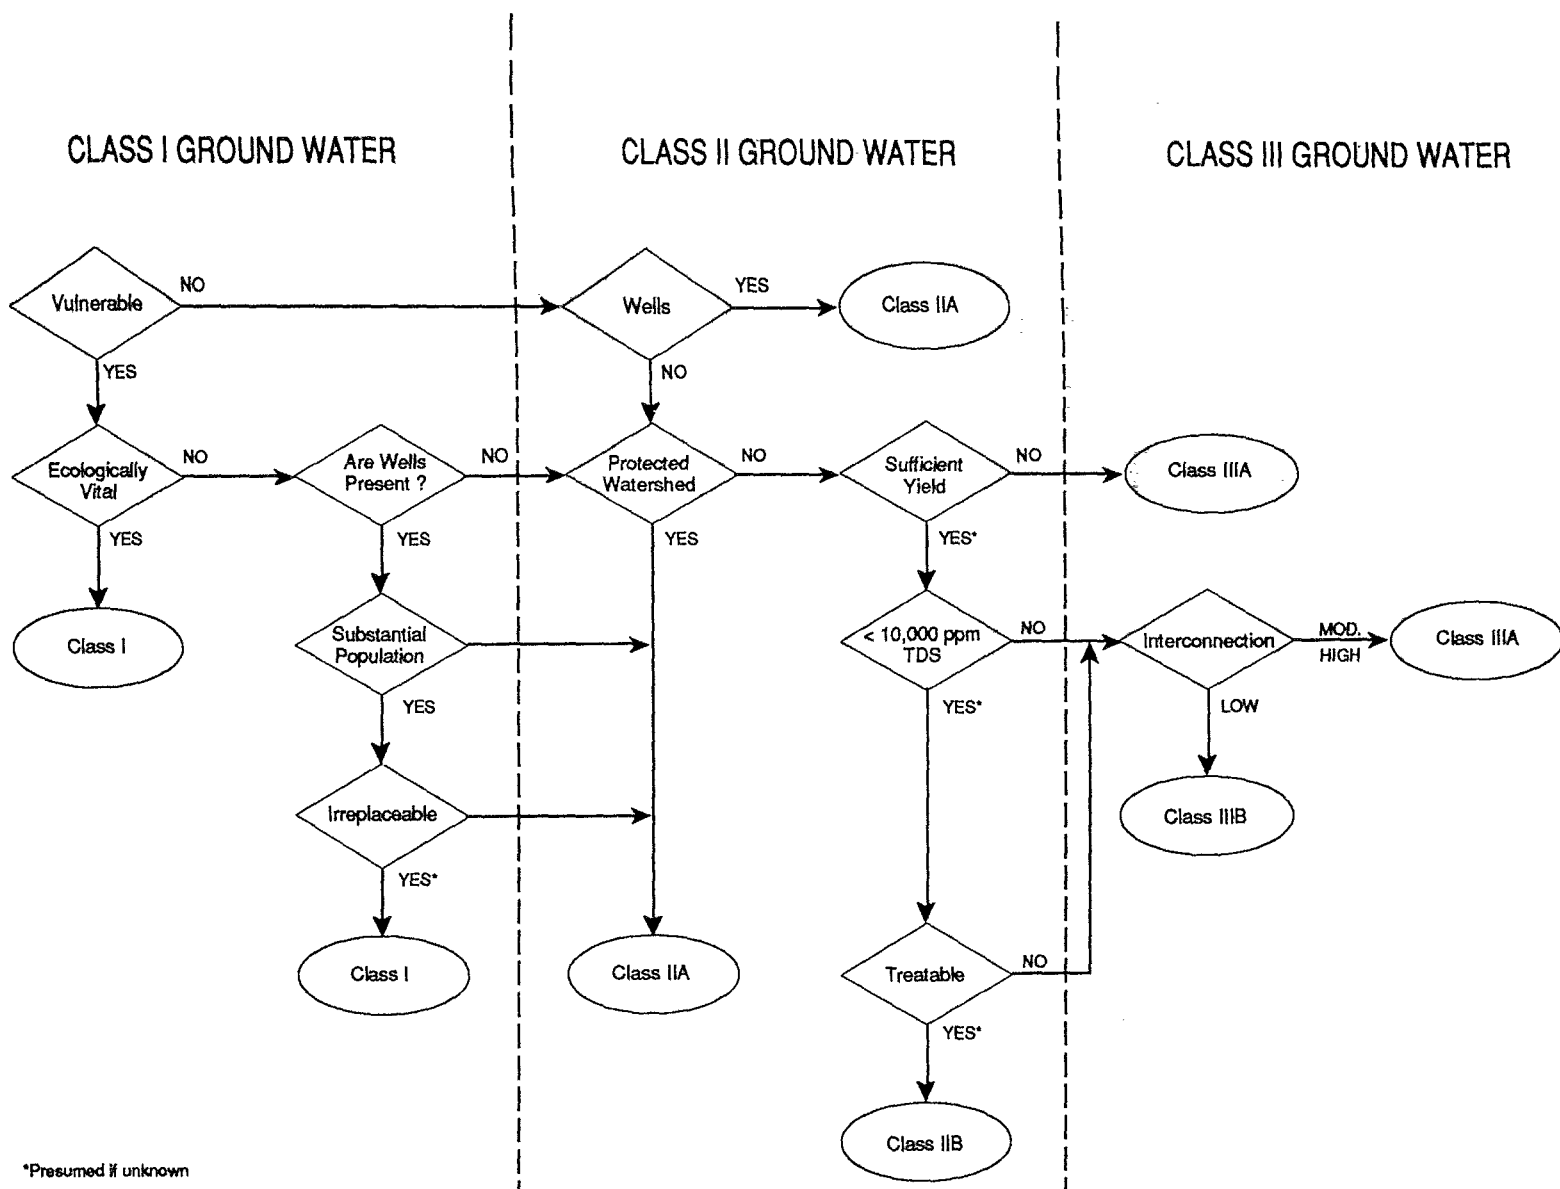 CLASS I GROUND WATER
CLASS II GROUND WATER
CLASS III GROUND WATER
Vulnerable
NO
Wells
YES
Class IIA
YES
NO
Ecologically
Vital
NO
Are Wells
Present ?
NO
Protected
Watershed
NO
Sufficient
Yield
NO
Class IIIA
YES
YES
YES
YES*
Class I
Substantial
Population
< 10,000 ppm
TDS
NO
Interconnection
MOD.
HIGH
Class IIIA
YES
YES*
LOW
Irreplaceable
Class IIIB
YES*
Class I
Class IIA
Treatable
NO
YES*
Class IIB
*Presumed if unknown